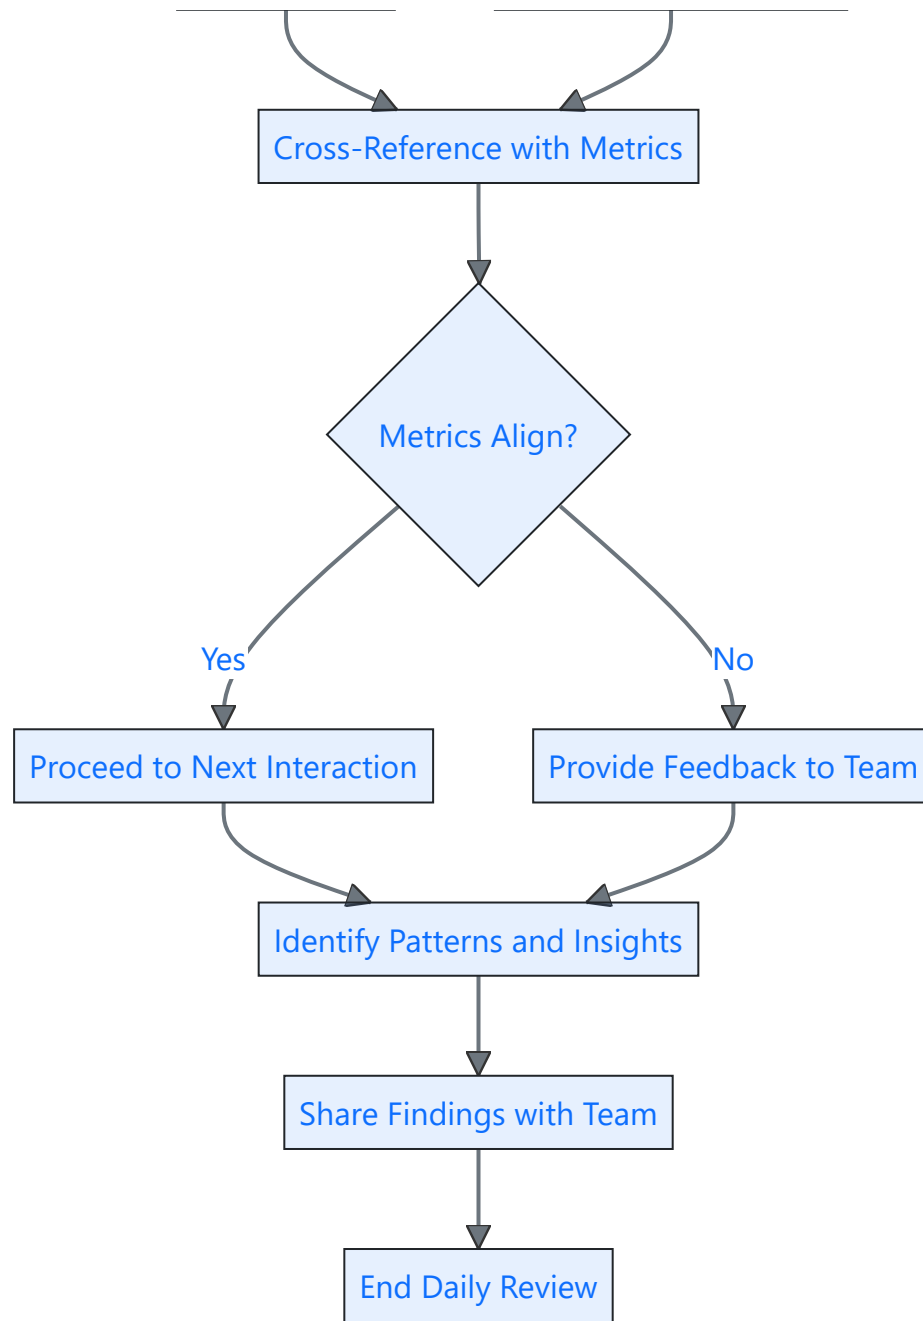 Cross-Reference with Metrics
Metrics Align?
Yes
No
Proceed to Next Interaction
Provide Feedback to Team
Identify Patterns and Insights
Share Findings with Team
End Daily Review